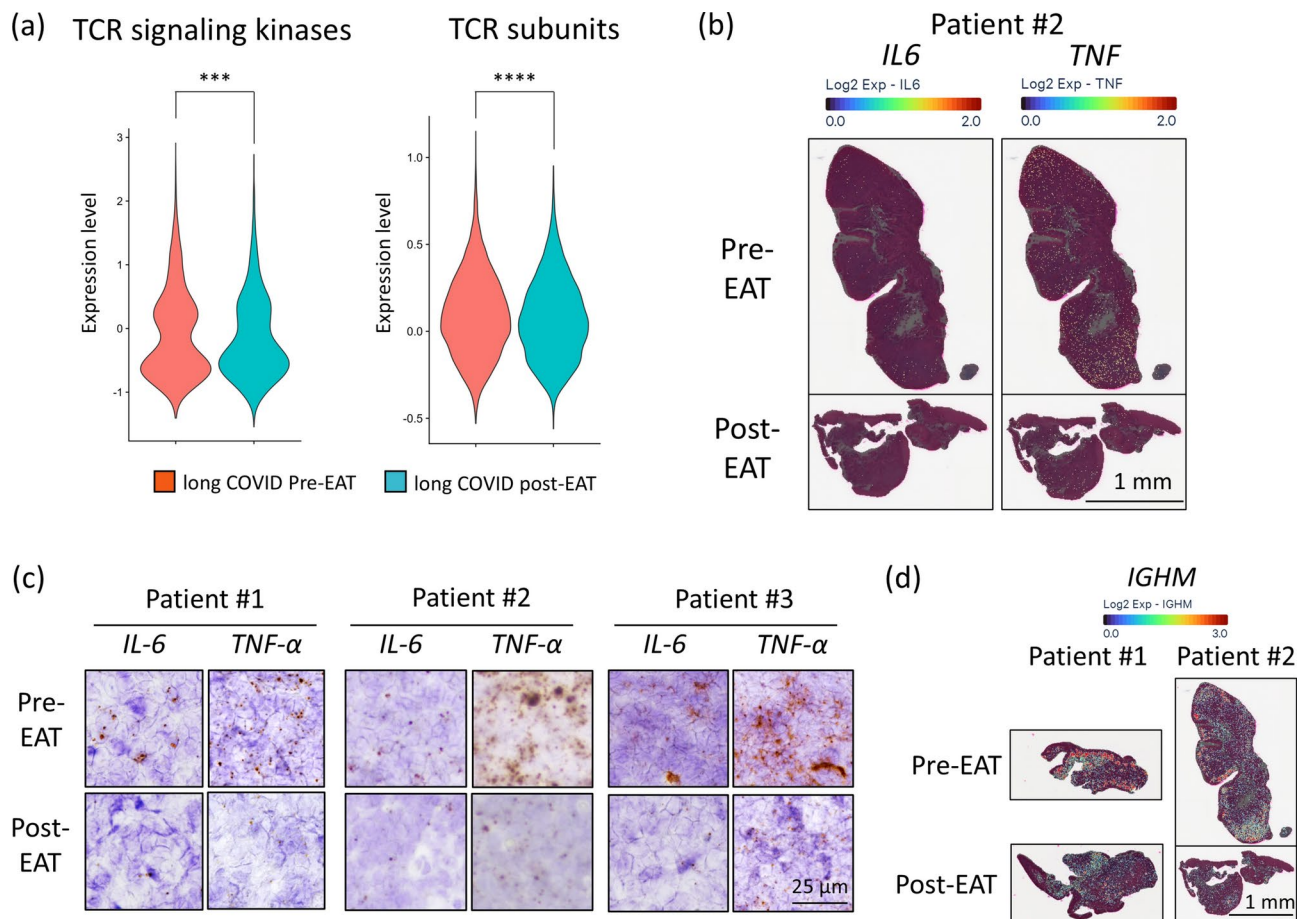 (a)
TCR signaling kinases
TCR subunits
***
****
Expression level
3
2
1
0
-1
Expression level
1.0
0.5
0.0
-0.5
long COVID Pre-EAT
long COVID post-EAT
(b)
Patient #2
IL6
TNF
Log2 Exp - IL6
Log2 Exp - TNF
0.0
2.0
0.0
2.0
Pre-
EAT
Post-
EAT
1 mm
(c)
Patient #1
Patient #2
Patient #3
IL-6
TNF-α
IL-6
TNF-α
IL-6
TNF-α
Pre-
EAT
Post-
EAT
25 µm
(d)
IGHM
Log2 Exp - IGHM
0.0
3.0
Patient #1
Patient #2
Pre-EAT
Post-EAT
1 mm